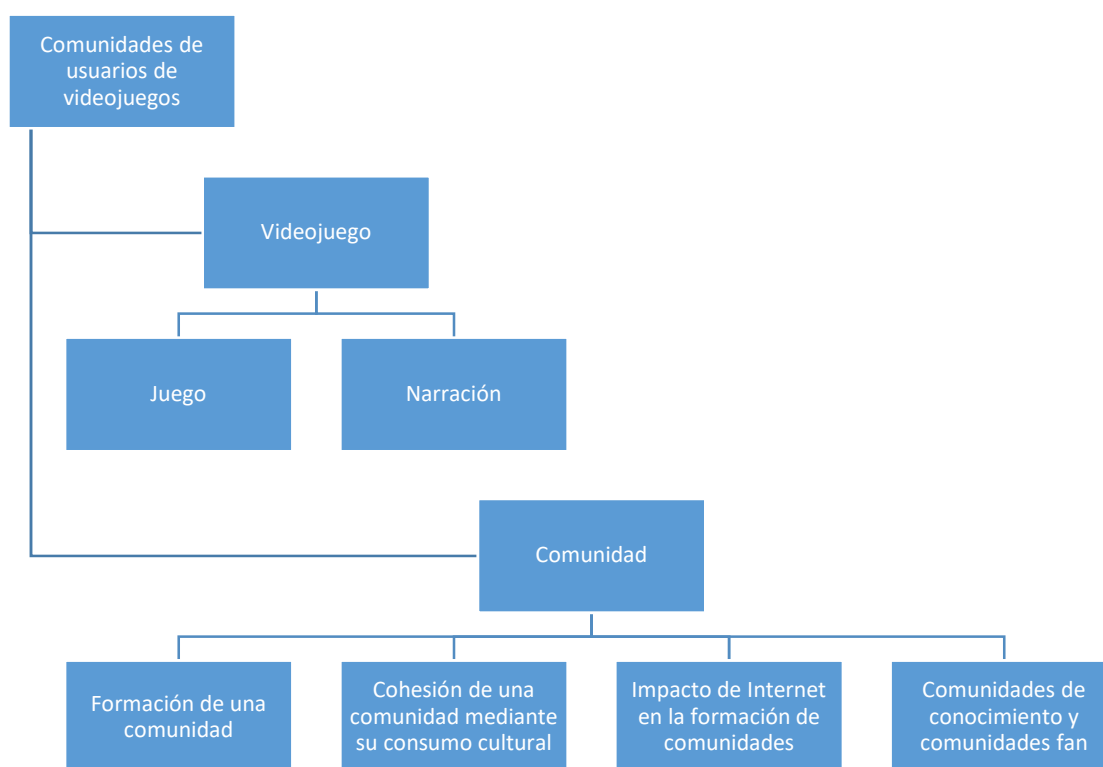 Comunidades de
usuarios de
videojuegos
Videojuego
Juego
Narración
Comunidad
Formación de una
comunidad
Cohesión de una
comunidad mediante
su consumo cultural
Impacto de Internet
en la formación de
comunidades
Comunidades de
conocimiento y
comunidades fan